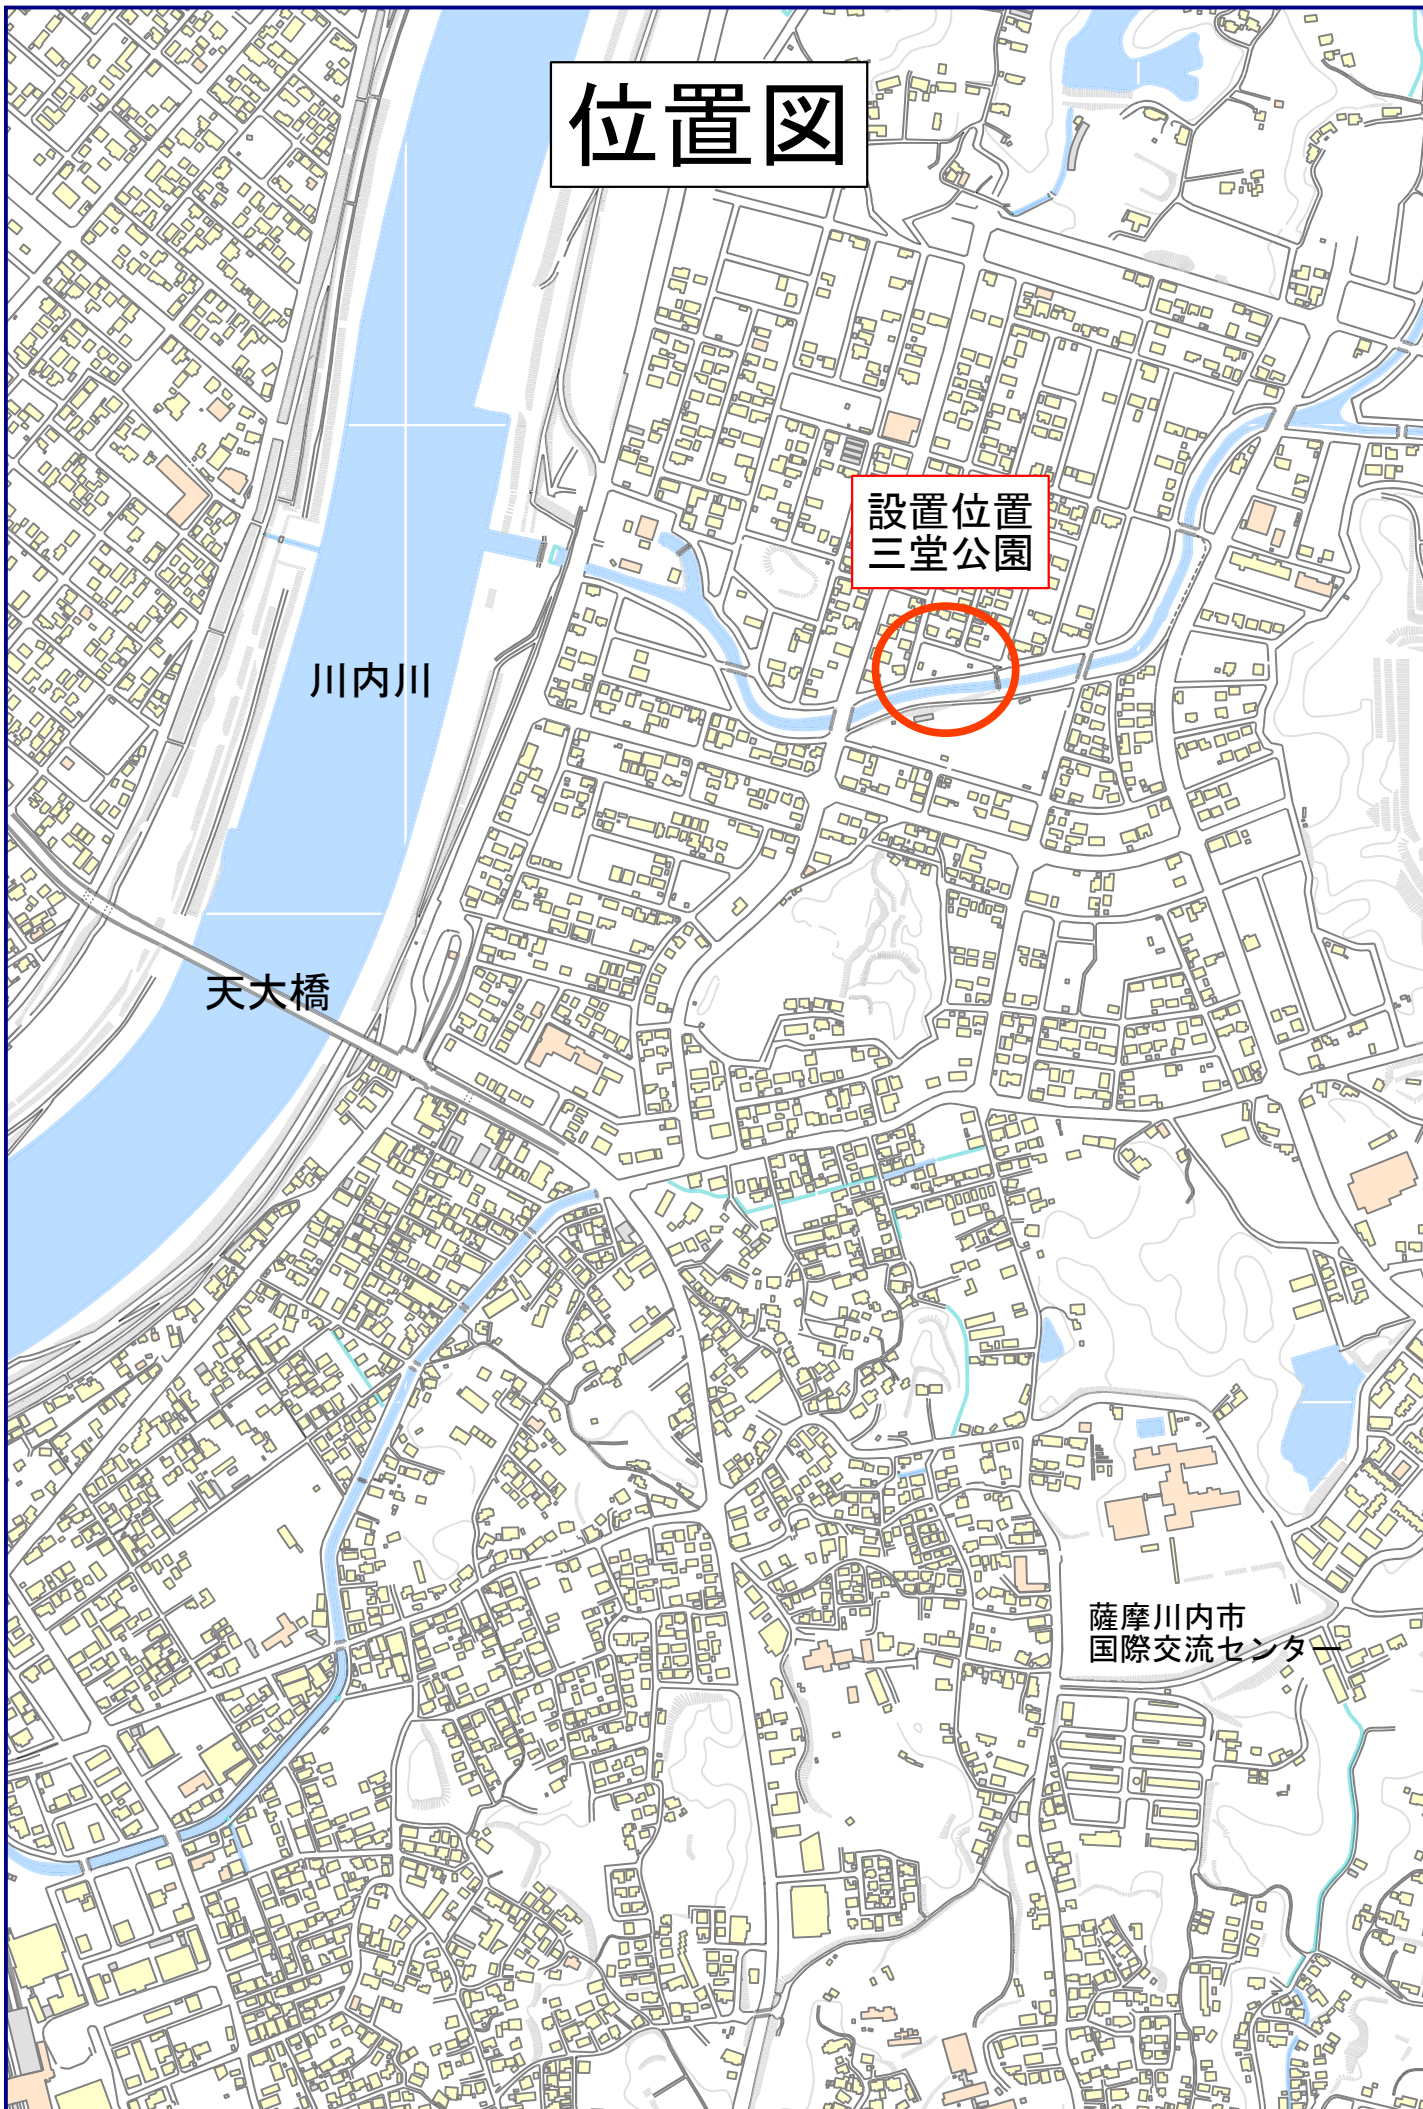 位置図
設置位置
三堂公園
川内川
天大橋
薩摩川内市
国際交流センター